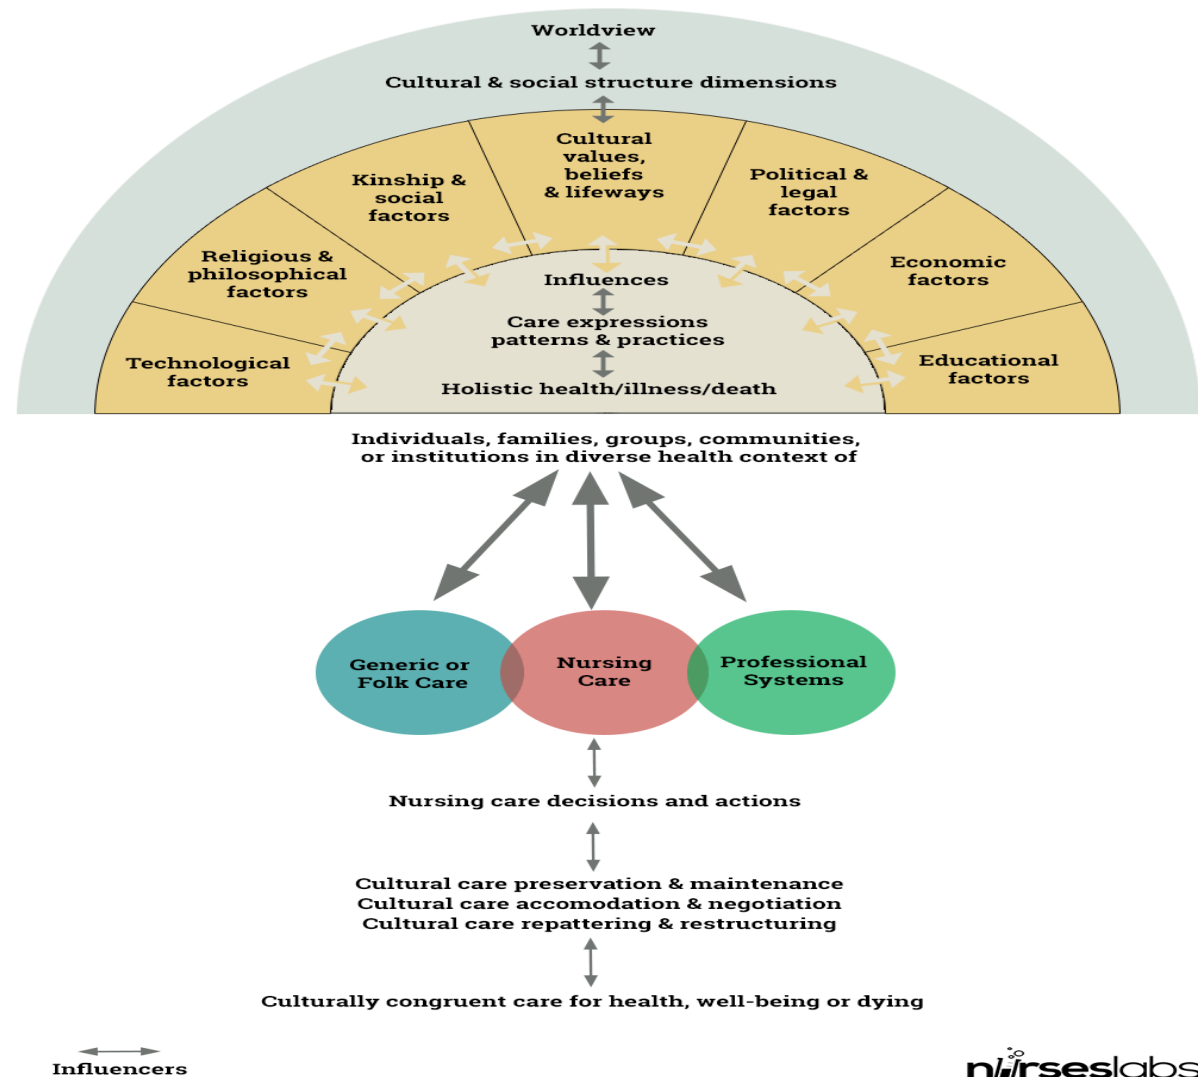 Worldview
Cultural & social structure dimensions
Cultural
values,
beliefs
& lifeways
Kinship &
social
factors
Political &
legal
factors
Religious &
philosophical
factors
Economic
factors
Technological
factors
Educational
factors
Influences
Care expressions
patterns & practices
Holistic health/illness/death
Individuals, families, groups, communities,
or institutions in diverse health context of
Generic or
Folk Care
Nursing
Care
Professional
Systems
Nursing care decisions and actions
Cultural care preservation & maintenance
Cultural care accomodation & negotiation
Cultural care repattering & restructuring
Culturally congruent care for health, well-being or dying
Influencers
nurseslabs